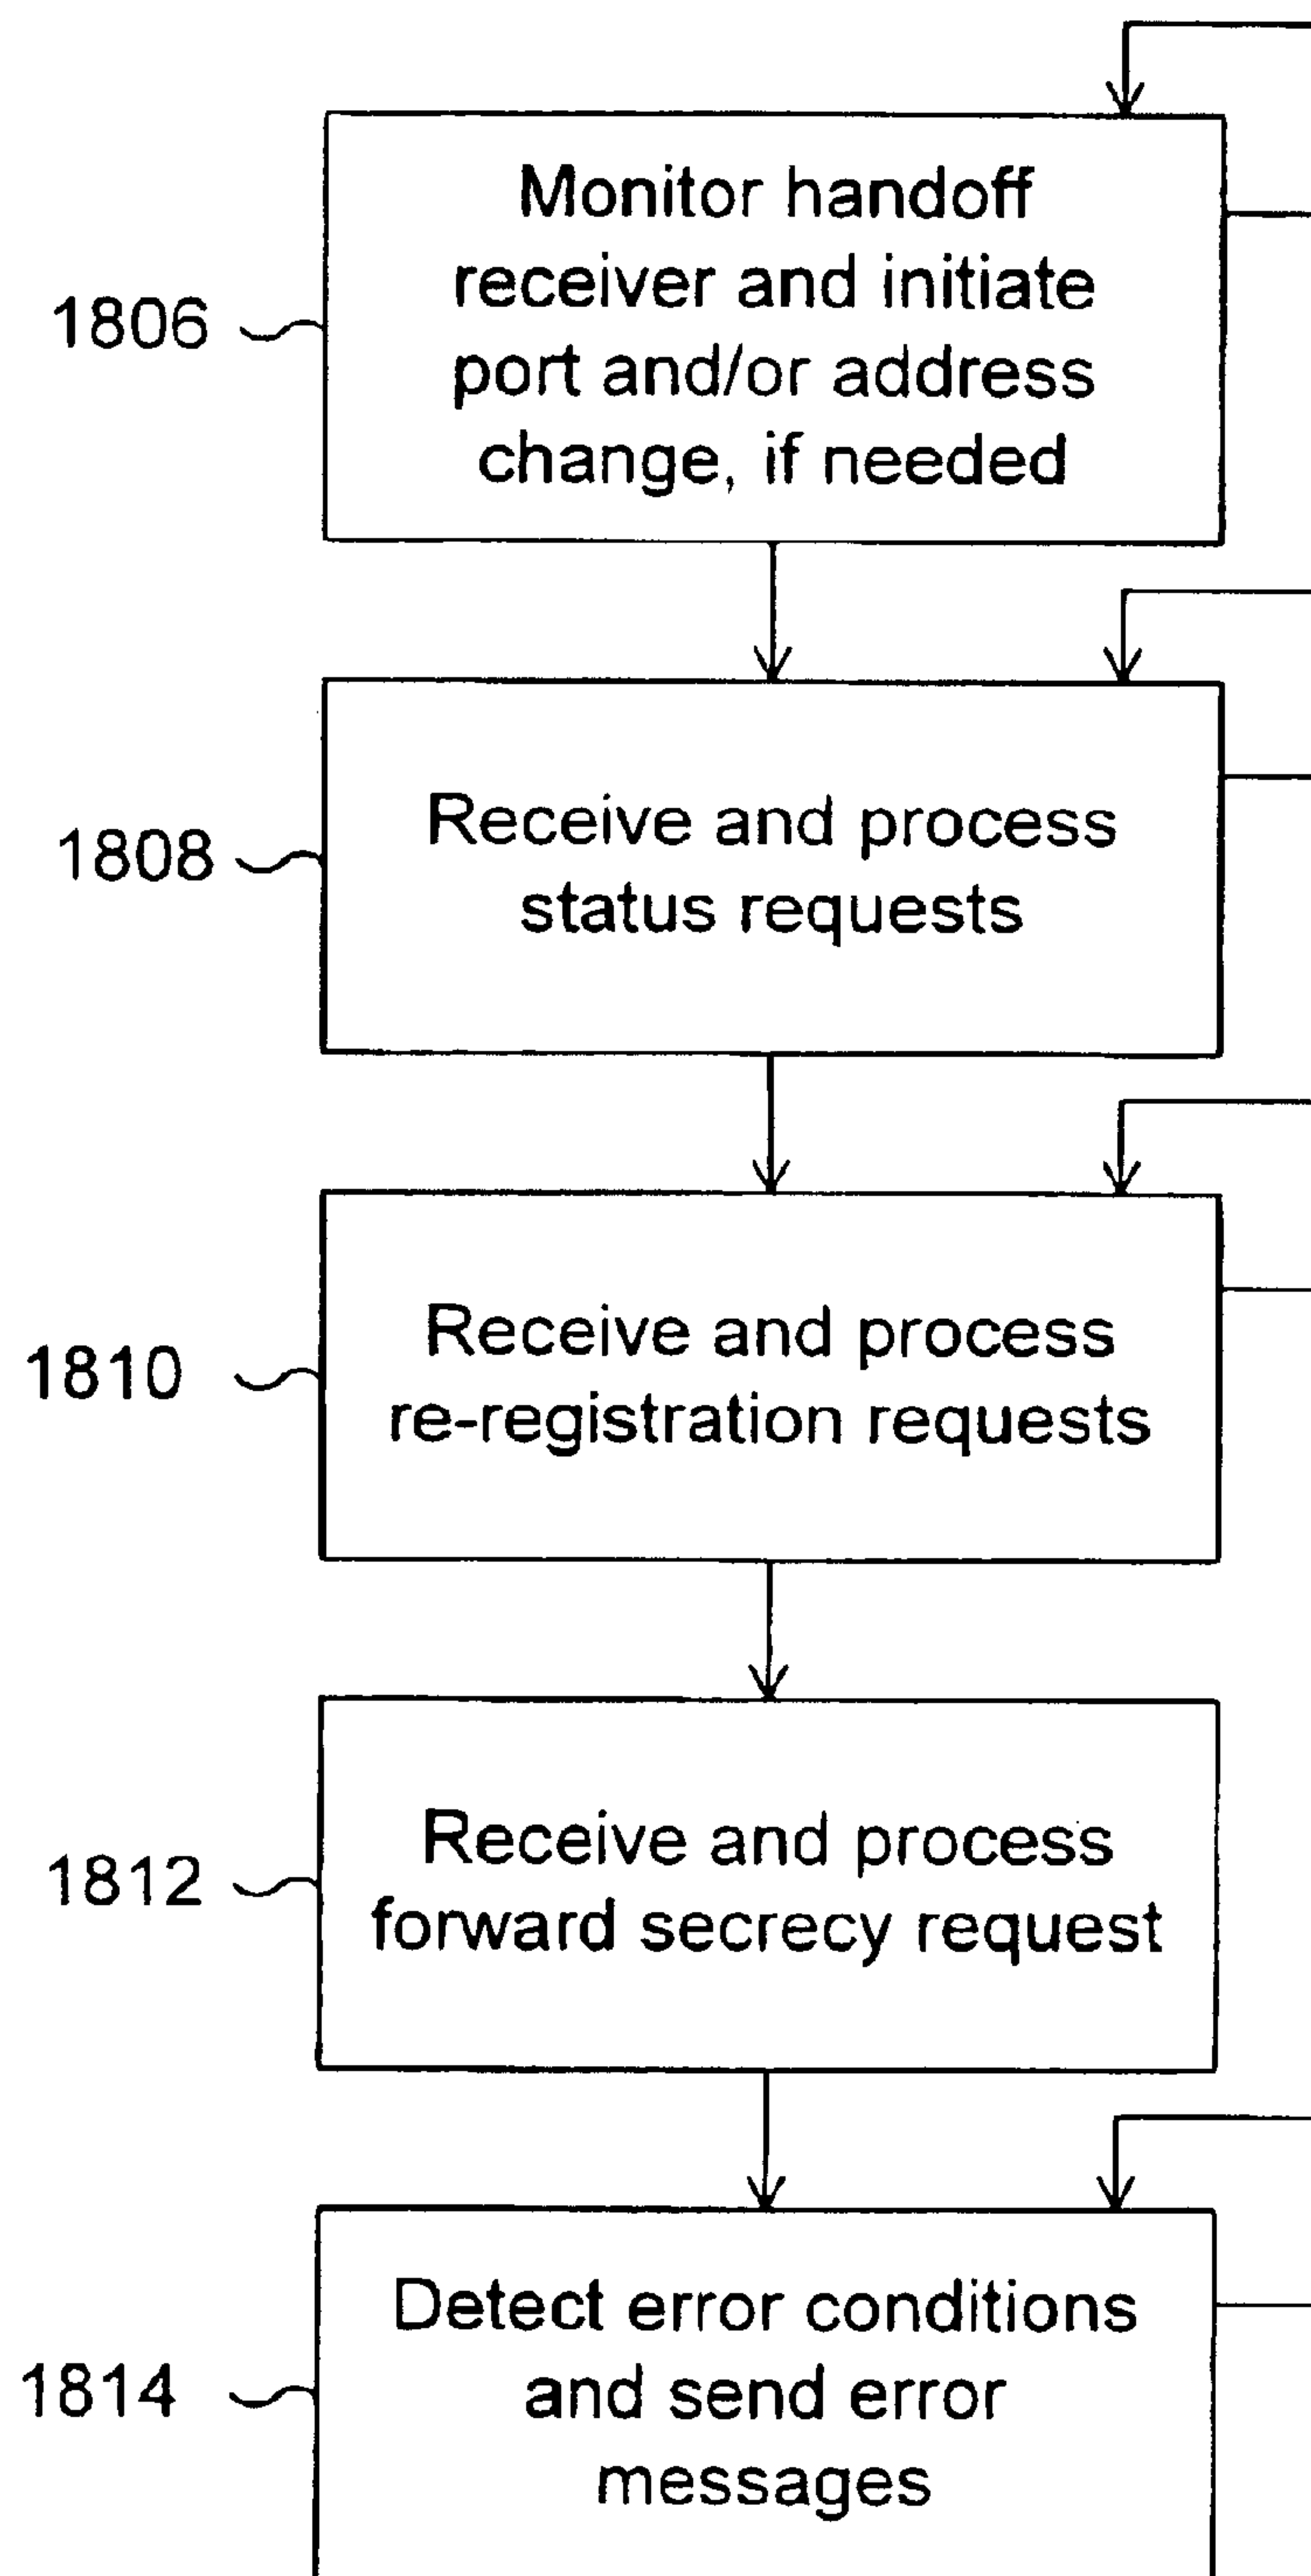 Monitor handoff
receiver and initiate
port and/or address
change, if needed
1806
Receive and process
status requests
1808
Receive and process
re-registration requests
1810
Receive and process
forward secrecy request
1812
Detect error conditions
and send error
messages
1814